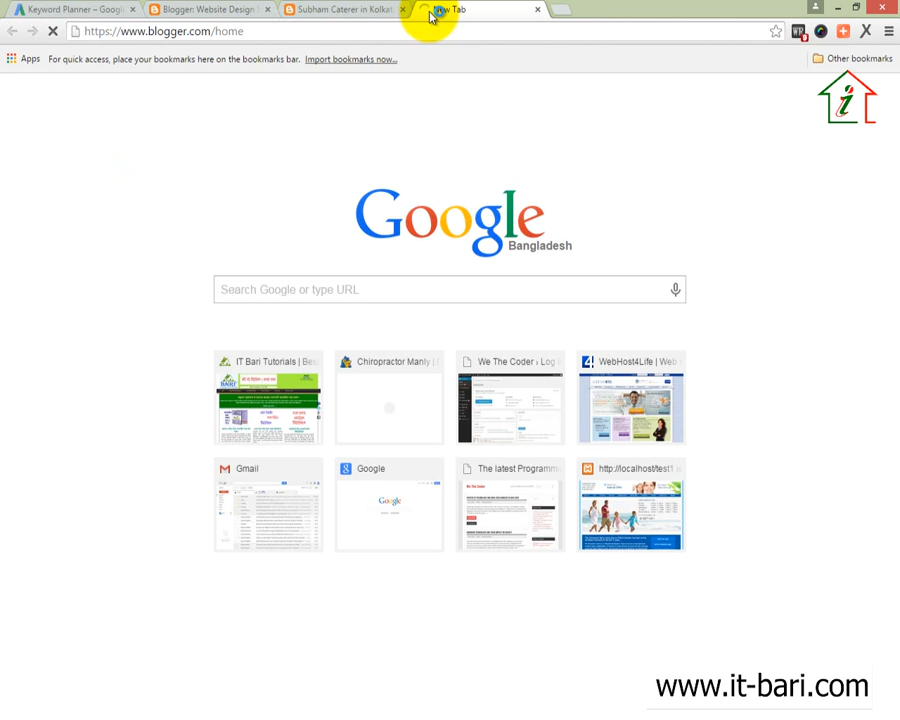 Keyword Planner – Googl
Blogger: Website Design
Subham Caterer in Kolkat
New Tab
https://www.blogger.com/home
Apps
For quick access, place your bookmarks here on the bookmarks bar.
Import bookmarks now...
Other bookmarks
i
Google
Bangladesh
Search Google or type URL
IT Bari Tutorials | Bes
Chiropractor Manly |
We The Coder › Log
WebHost4Life | Web
Gmail
Google
The latest Programm
http://localhost/test1
Google
www.it-bari.com